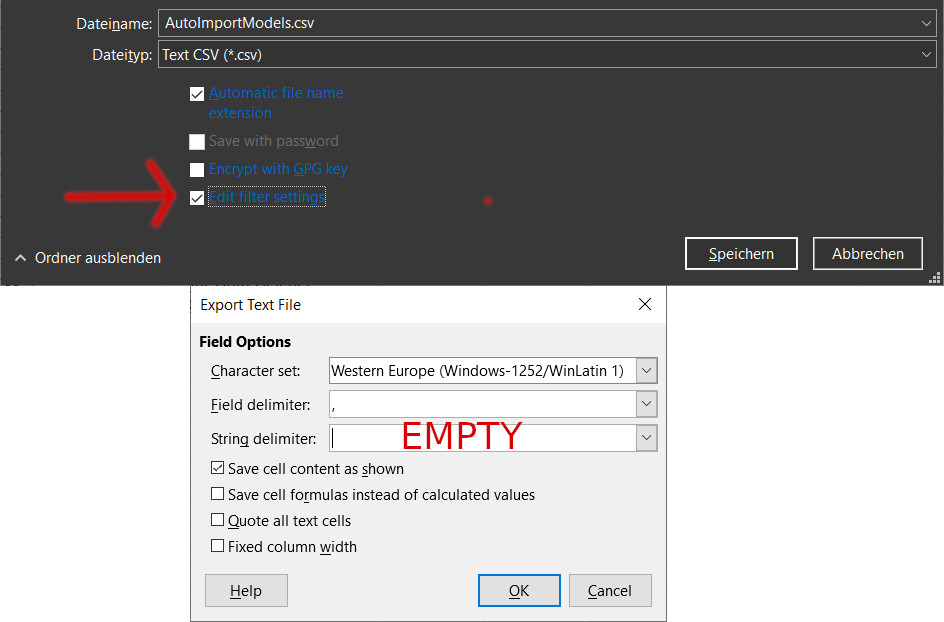 Dateiname: AutoImportModels.csv
Dateityp: Text CSV (*.csv)
Automatic file name
extension
Save with password
Encrypt with GPG key
Edit filter settings
Ordner ausblenden
Speichern
Abbrechen
Export Text File
Field Options
Character set: Western Europe (Windows-1252/WinLatin 1)
Field delimiter: ,
String delimiter: EMPTY
Save cell content as shown
Save cell formulas instead of calculated values
Quote all text cells
Fixed column width
Help
OK
Cancel